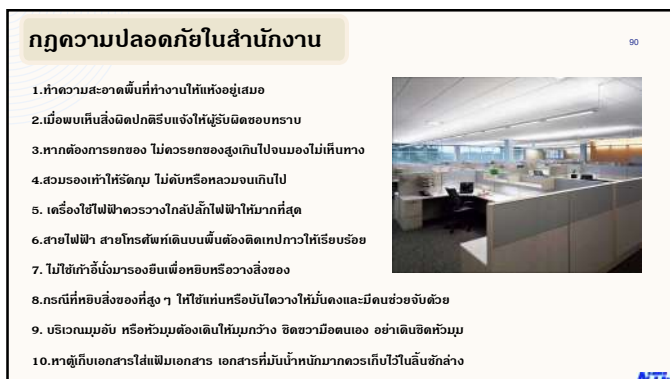 กฎความปลอดภัยในสำนักงาน
90
1.ทำความสะอาดพื้นที่ทำงานให้แห้งอยู่เสมอ
2.เมื่อพบเห็นสิ่งผิดปกติรีบแจ้งให้ผู้รับผิดชอบทราบ
3.หากต้องการยกของ ไม่ควรยกของสูงเกินไปจนมองไม่เห็นทาง
4.สวมรองเท้าให้รัดกุม ไม่คับหรือหลวมจนเกินไป
5. เครื่องใช้ไฟฟ้าควรวางใกล้ปลั๊กไฟฟ้าให้มากที่สุด
6.สายไฟฟ้า สายโทรศัพท์เดินบนพื้นต้องติดเทปกาวให้เรียบร้อย
7. ไม่ใช้เก้าอี้นั่งมารองยืนเพื่อหยิบหรือวางสิ่งของ
8.กรณีที่หยิบสิ่งของที่สูง ๆ ให้ใช้แท่นหรือบันไดวางให้มั่นคงและมีคนช่วยจับด้วย
9. บริเวณมุมอับ หรือหัวมุมต้องเดินให้มุมกว้าง ชิดขวามือตนเอง อย่าเดินชิดหัวมุม
10.หาตู้เก็บเอกสารใส่แฟ้มเอกสาร เอกสารที่มีน้ำหนักมากควรเก็บไว้ในลิ้นชักล่าง